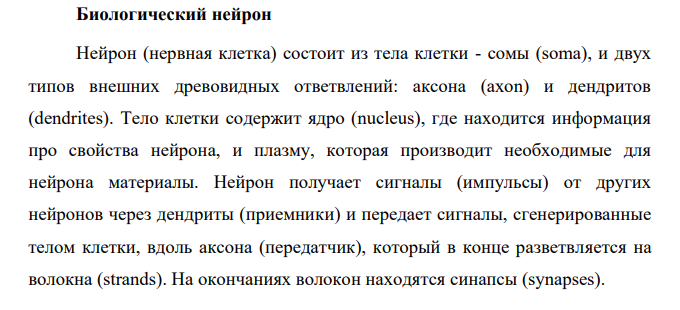 Биологический нейрон
Нейрон (нервная клетка) состоит из тела клетки - сомы (soma), и двух
типов внешних древовидных ответвлений: аксона (axon) и дендритов
(dendrites). Тело клетки содержит ядро (nucleus), где находится информация
про свойства нейрона, и плазму, которая производит необходимые для
нейрона материалы. Нейрон получает сигналы (импульсы) от других
нейронов через дендриты (приемники) и передает сигналы, сгенерированные
телом клетки, вдоль аксона (передатчик), который в конце разветвляется на
волокна (strands). На окончаниях волокон находятся синапсы (synapses).